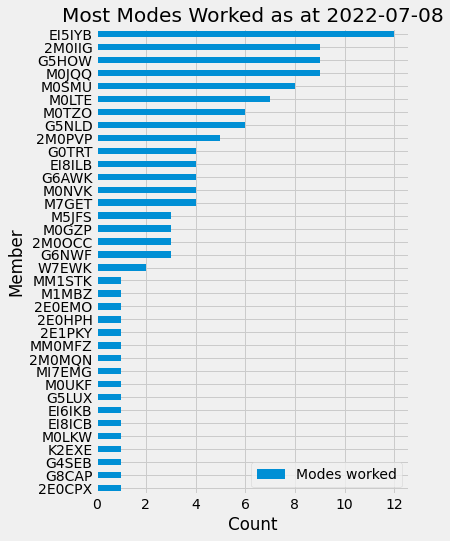 Most Modes Worked as at 2022-07-08
EI5IYB
2M0IIG
G5HOW
M0JQQ
M0SMU
M0LTE
M0TZO
G5NLD
2M0PVP
G0TRT
EI8ILB
G6AWK
M0NVK
M7GET
M5JFS
M0GZP
2M0OCC
G6NWF
W7EWK
MM1STK
M1MBZ
2E0EMO
2E0HPH
2E1PKY
MM0MFZ
2M0MQN
MI7EMG
M0UKF
G5LUX
EI6IKB
EI8ICB
M0LKW
K2EXE
G4SEB
G8CAP
2E0CPX
Member
Modes worked
0 2 4 6 8 10 12
Count